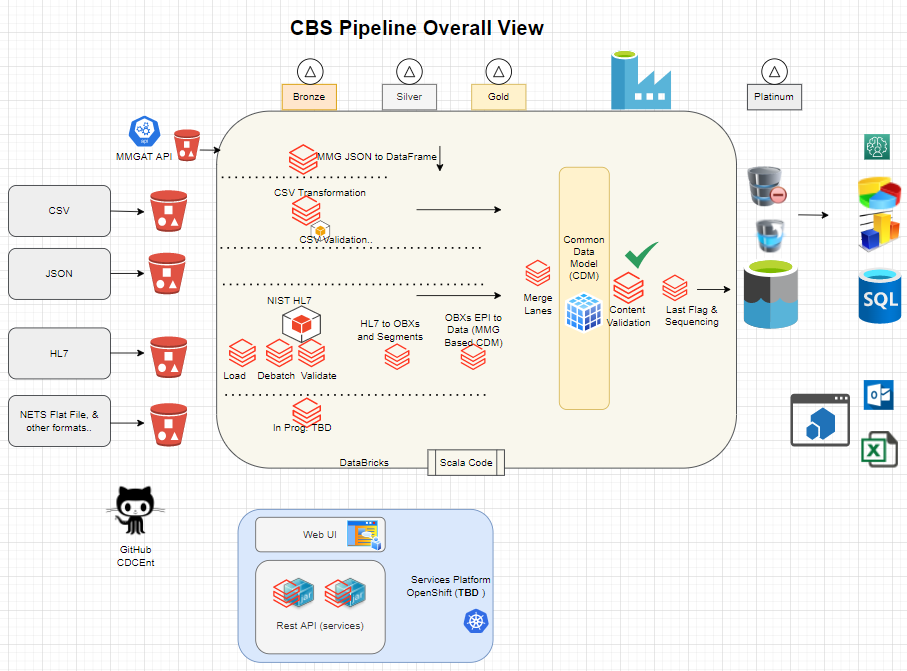 CBS Pipeline Overall View
Bronze
Silver
Gold
Platinum
MMGAT API
MMG JSON to DataFrame
CSV
CSV Transformation
CSV Validation..
JSON
Common
Data
Model
(CDM)
NIST HL7
HL7 to OBXs
and Segments
OBXs EPI to
Data (MMG
Based CDM)
Merge
Lanes
Content
Validation
Last Flag &
Sequencing
SQL
HL7
Load
Debatch
Validate
NETS Flat File, &
other formats..
In Prog. TBD
DataBricks
Scala Code
GitHub
CDCEnt
Web UI
Services Platform
OpenShift (TBD )
jar
jar
Rest API (services)